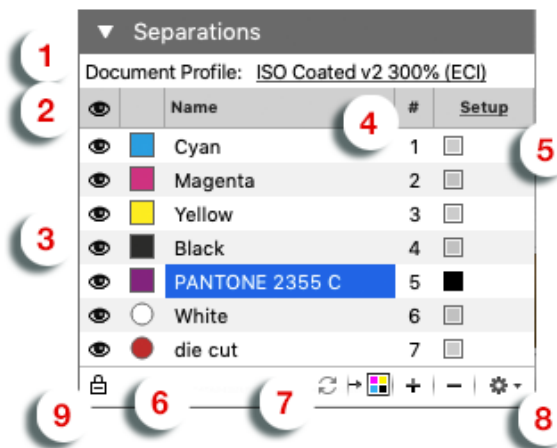 Separations
1
Document Profile: ISO Coated v2 300% (ECI)
2
Name # Setup
4
Cyan 1
5
Magenta 2
Yellow 3
3
Black 4
PANTONE 2355 C 5
White 6
die cut 7
9
6
7
8